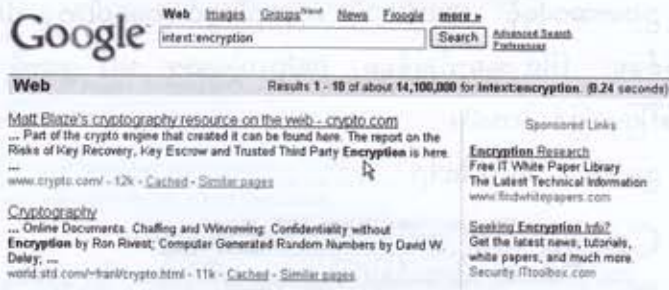 Google
Web Images Groups New! News Froogle more »
intext:encryption Search Advanced Search
Preferences
Web Results 1 - 10 of about 14,100,000 for intext:encryption. (0.24 seconds)
Matt Blaze's cryptography resource on the web - crypto.com
... Part of the crypto engine that created it can be found here. The report on the
Risks of Key Recovery, Key Escrow and Trusted Third Party Encryption is here.
...
www.crypto.com/ - 12k - Cached - Similar pages
Cryptography
... Online Documents. Chaffing and Winnowing: Confidentiality without
Encryption by Ron Rivest; Computer Generated Random Numbers by David W.
Deley; ...
world.std.com/~franl/crypto.html - 11k - Cached - Similar pages
Sponsored Links
Encryption Research
Free IT White Paper Library
The Latest Technical Information
www.findwhitepapers.com
Seeking Encryption Info?
Get the latest news, tutorials,
white papers, and much more.
Security.ITtoolbox.com